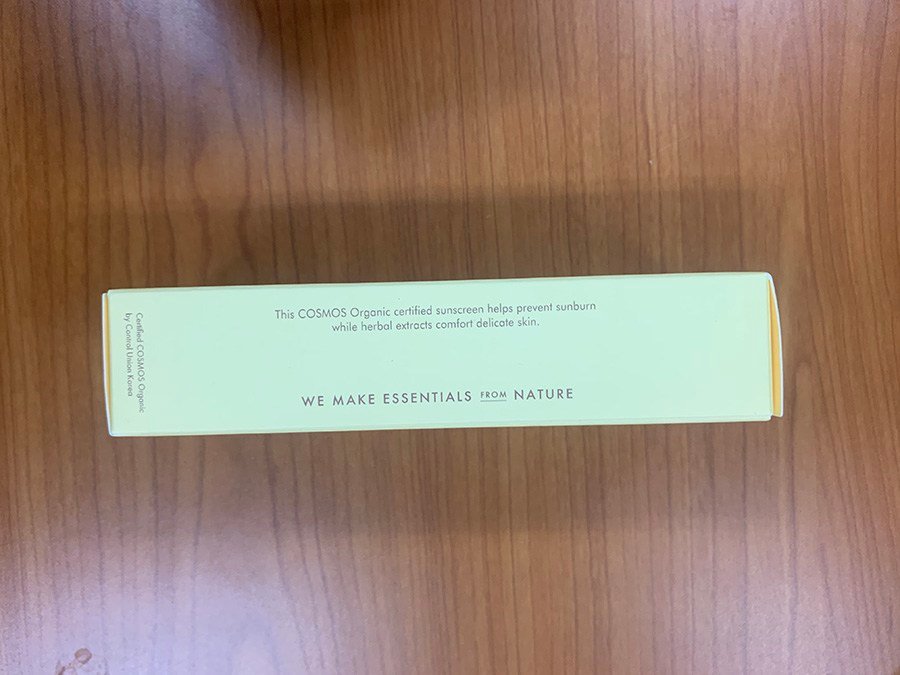 This COSMOS Organic certified sunscreen helps prevent sunburn
while herbal extracts comfort delicate skin.
WE MAKE ESSENTIALS FROM NATURE
Certified COSMOS Organic
by Control Union Korea